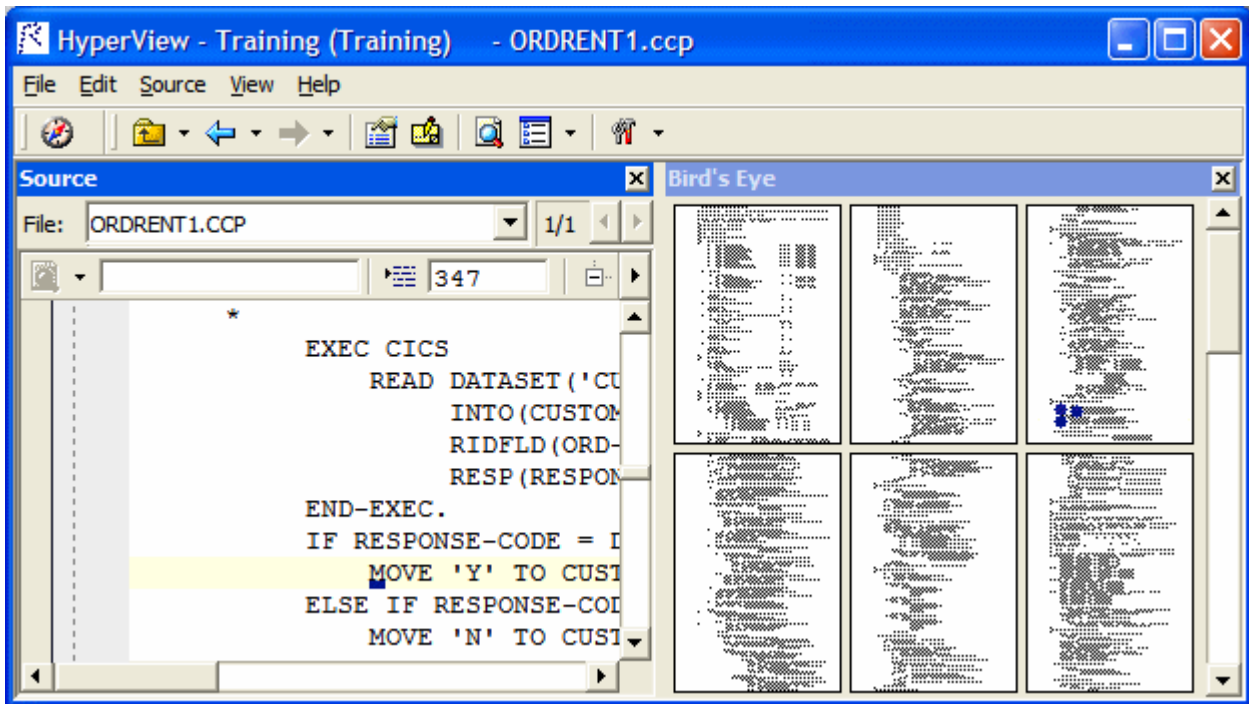 HyperView - Training (Training) - ORDRENT1.ccp
File Edit Source View Help
Source
Bird's Eye
File: ORDRENT1.CCP 1/1
347
*
EXEC CICS
READ DATASET('CU
INTO(CUSTOM
RIDFLD(ORD-
RESP(RESPON
END-EXEC.
IF RESPONSE-CODE = D
MOVE 'Y' TO CUST
ELSE IF RESPONSE-COD
MOVE 'N' TO CUST